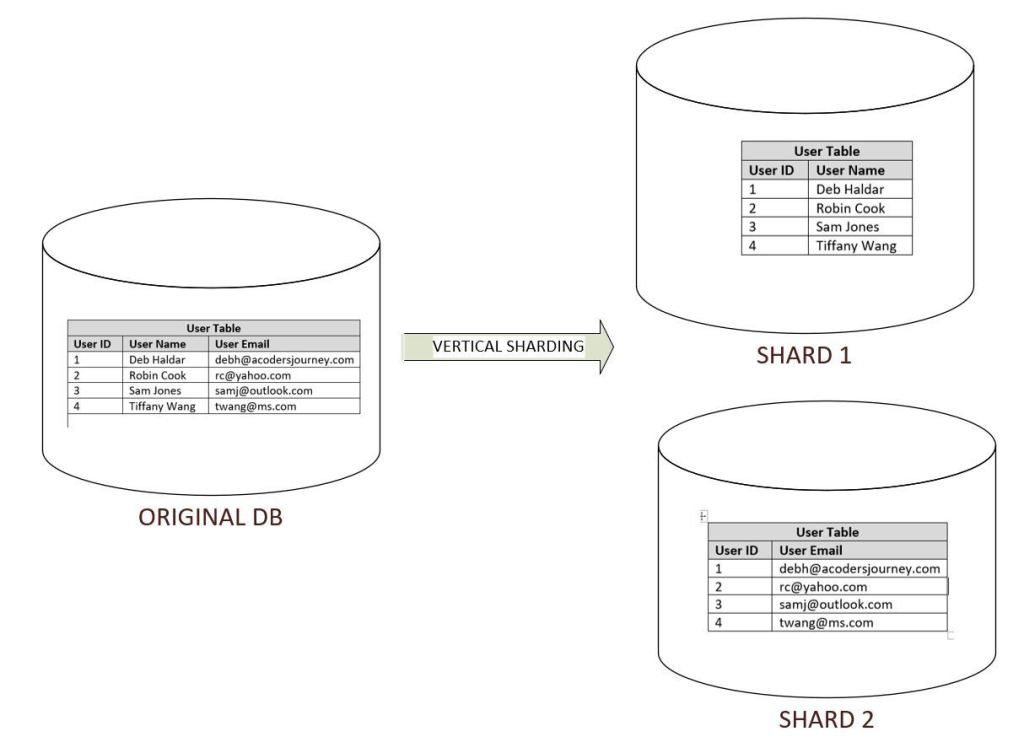 User Table
User ID User Name User Email
1 Deb Haldar debh@acodersjourney.com
2 Robin Cook rc@yahoo.com
3 Sam Jones samj@outlook.com
4 Tiffany Wang twang@ms.com
ORIGINAL DB
VERTICAL SHARDING
User Table
User ID User Name
1 Deb Haldar
2 Robin Cook
3 Sam Jones
4 Tiffany Wang
SHARD 1
User Table
User ID User Email
1 debh@acodersjourney.com
2 rc@yahoo.com
3 samj@outlook.com
4 twang@ms.com
SHARD 2